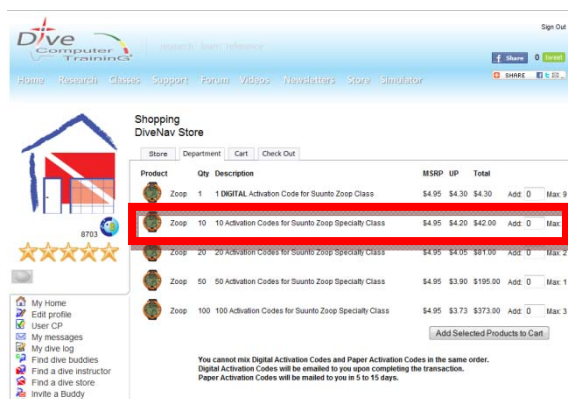 Sign Out
Dive
Computer
TraininG
research learn advance
Share 0 tweet
SHARE
Home Research Classes Support Forum Videos Newsletters Store Simulator
Shopping
DiveNav Store
Store Department Cart Check Out
Product Qty Description MSRP UP Total
Zoop 1 1 DIGITAL Activation Code for Suunto Zoop Class $4.95 $4.30 $4.30 Add: 0 Max: 9
Zoop 10 10 Activation Codes for Suunto Zoop Specialty Class $4.95 $4.20 $42.00 Add: 0 Max:
Zoop 20 20 Activation Codes for Suunto Zoop Specialty Class $4.95 $4.05 $81.00 Add: 0 Max: 2
Zoop 50 50 Activation Codes for Suunto Zoop Specialty Class $4.95 $3.90 $195.00 Add: 0 Max: 1
Zoop 100 100 Activation Codes for Suunto Zoop Specialty Class $4.95 $3.73 $373.00 Add: 0 Max: 3
Add Selected Products to Cart
You cannot mix Digital Activation Codes and Paper Activation Codes in the same order.
Digital Activation Codes will be emailed to you upon completing the transaction.
Paper Activation Codes will be mailed to you in 5 to 15 days.
8703
My Home
Edit profile
User CP
My messages
My dive log
Find dive buddies
Find a dive instructor
Find a dive store
Invite a Buddy